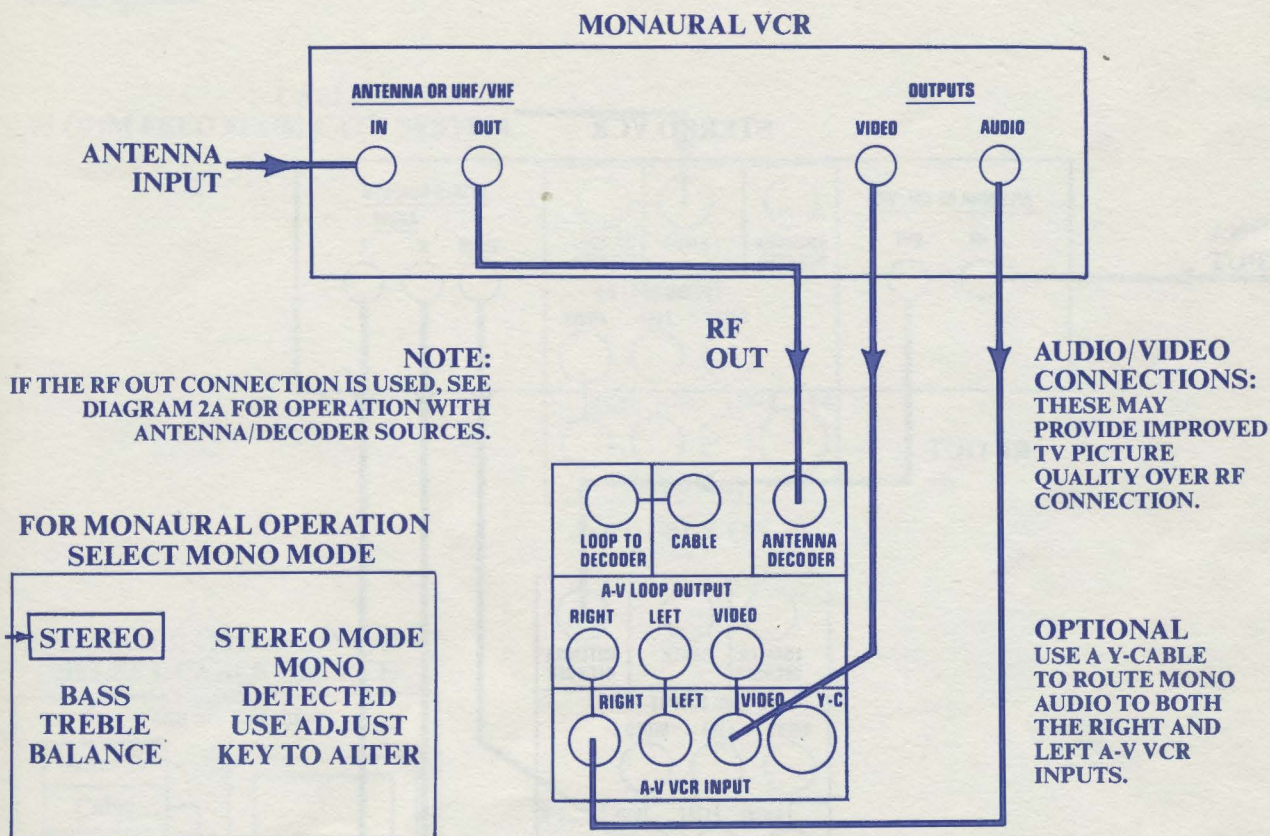 MONAURAL VCR
ANTENNA OR UHF/VHF
IN
OUT
OUTPUTS
VIDEO
AUDIO
ANTENNA
INPUT
RF
OUT
NOTE:
IF THE RF OUT CONNECTION IS USED, SEE
DIAGRAM 2A FOR OPERATION WITH
ANTENNA/DECODER SOURCES.
AUDIO/VIDEO
CONNECTIONS:
THESE MAY
PROVIDE IMPROVED
TV PICTURE
QUALITY OVER RF
CONNECTION.
FOR MONAURAL OPERATION
SELECT MONO MODE
STEREO
BASS
TREBLE
BALANCE
STEREO MODE
MONO
DETECTED
USE ADJUST
KEY TO ALTER
LOOP TO
DECODER
CABLE
ANTENNA
DECODER
A-V LOOP OUTPUT
RIGHT
LEFT
VIDEO
RIGHT
LEFT
VIDEO
Y-C
A-V VCR INPUT
OPTIONAL
USE A Y-CABLE
TO ROUTE MONO
AUDIO TO BOTH
THE RIGHT AND
LEFT A-V VCR
INPUTS.